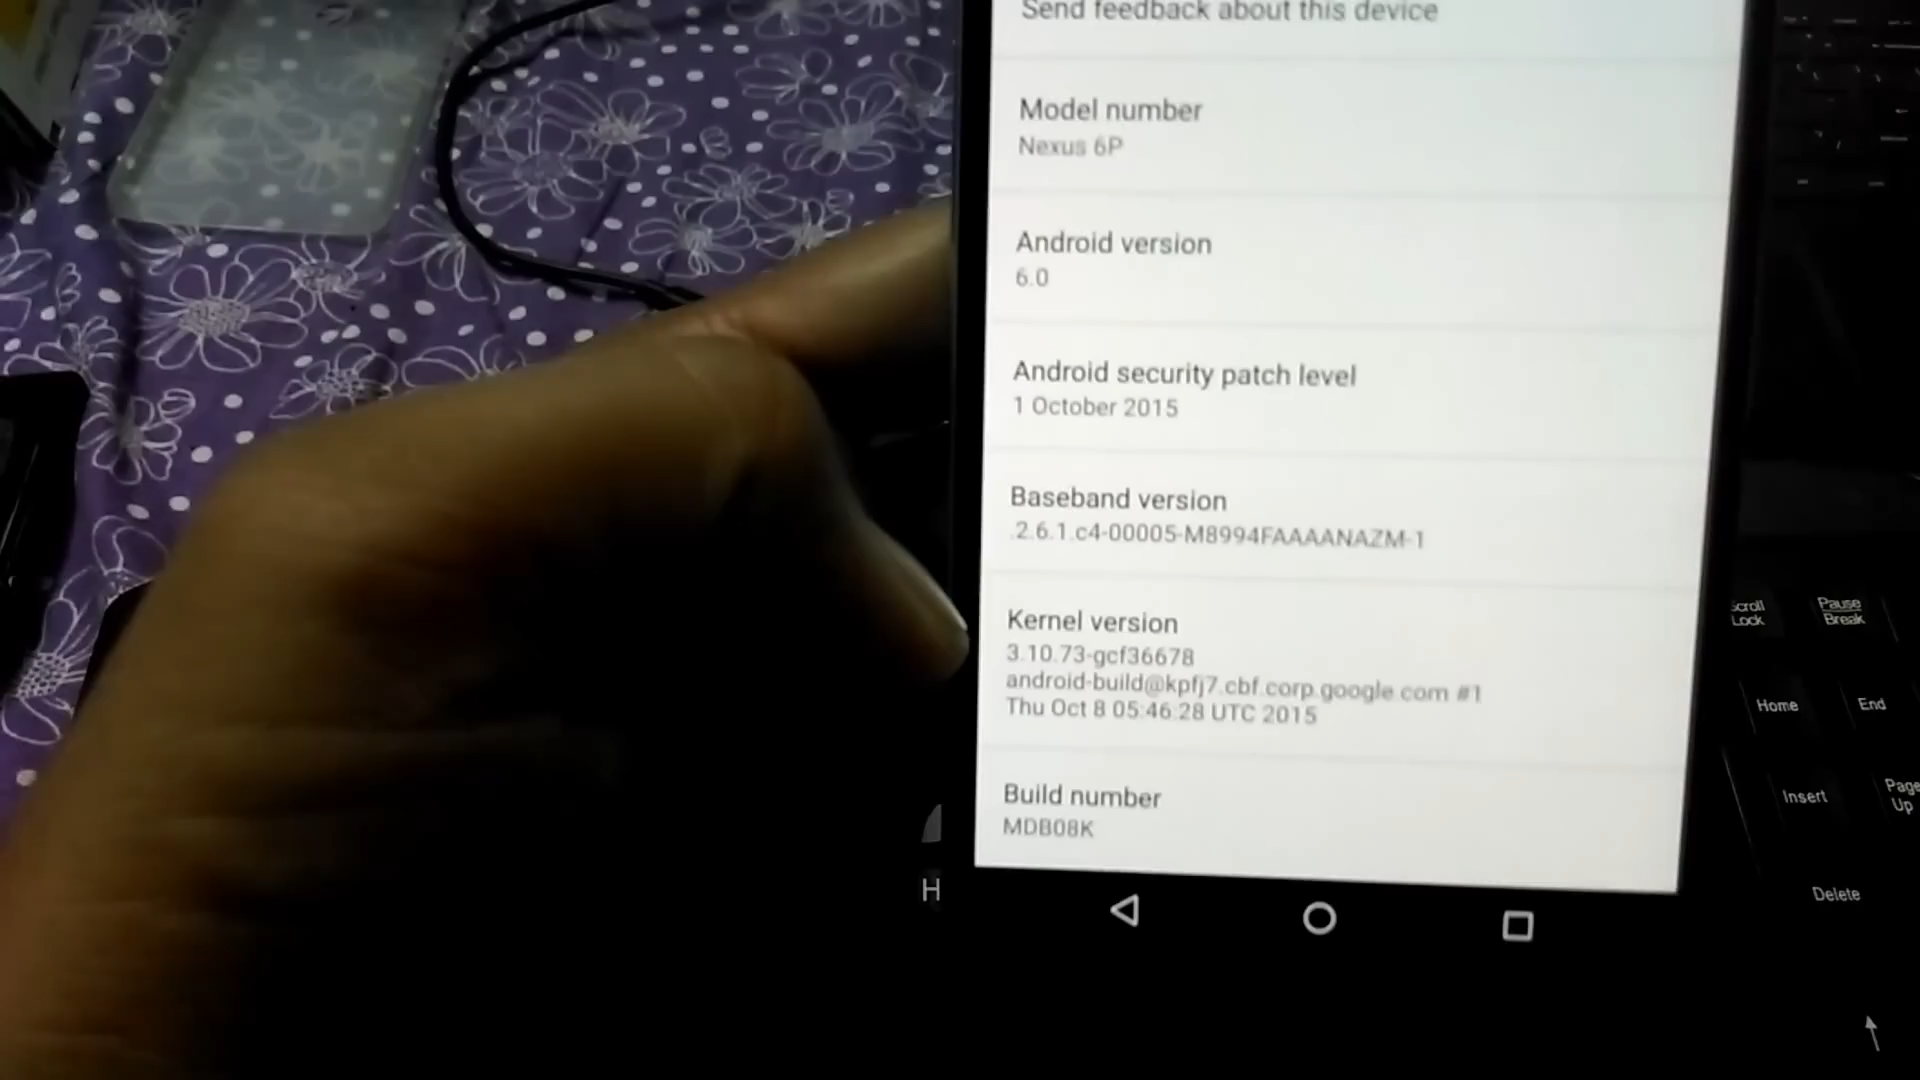 Send feedback about this device
Model number
Nexus 6P
Android version
6.0
Android security patch level
1 October 2015
Baseband version
.2.6.1.c4-00005-M8994FAAAANAZM-1
Kernel version
3.10.73-gcf36678
android-build@kpfj7.cbf.corp.google.com #1
Thu Oct 8 05:46:28 UTC 2015
Build number
MDB08K
Scroll
Lock
Pause
Break
Home
End
Insert
Page
Up
Delete
H